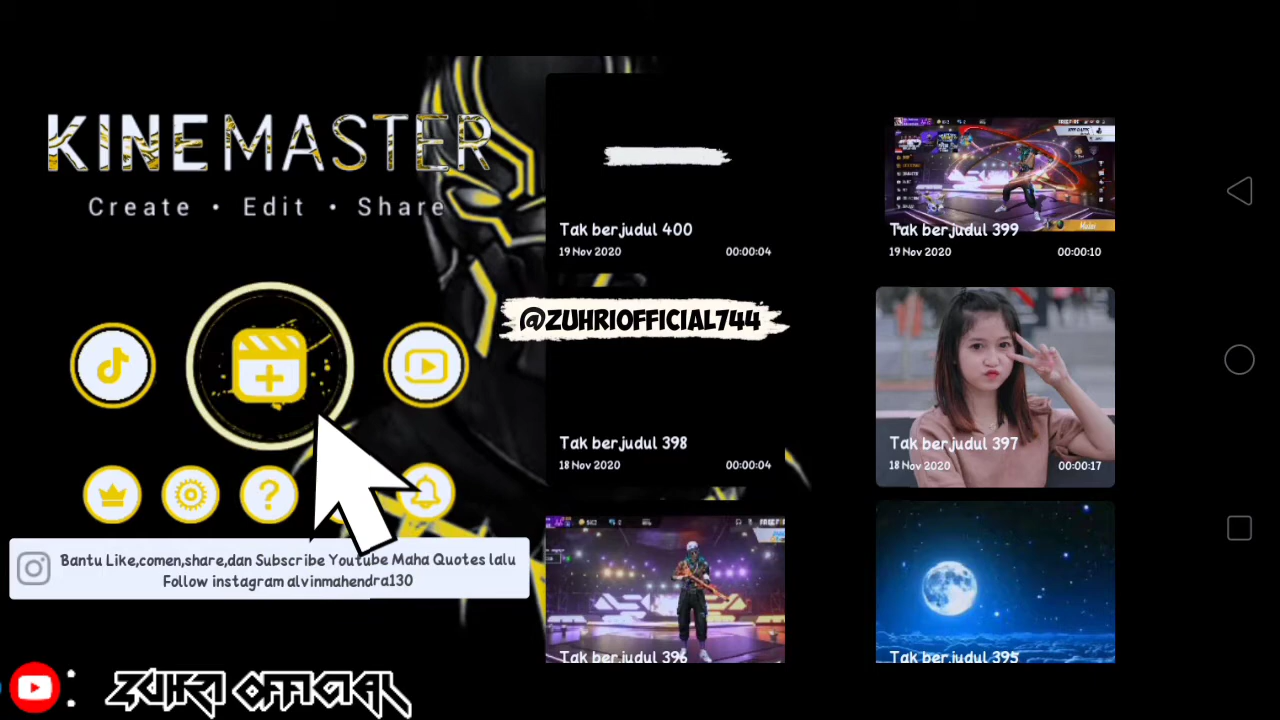 KINEMASTER
Create • Edit • Share
Bantu Like,comen,share,dan Subscribe Youtube Maha Quotes lalu
Follow instagram alvinmahendra130
: ZUHRI OFFICIAL
Tak berjudul 400
19 Nov 2020 00:00:04
Tak berjudul 399
19 Nov 2020 00:00:10
@ZUHRIOFFICIAL744
Tak berjudul 398
18 Nov 2020 00:00:04
Tak berjudul 397
18 Nov 2020 00:00:17
Tak berjudul 396
Tak berjudul 395